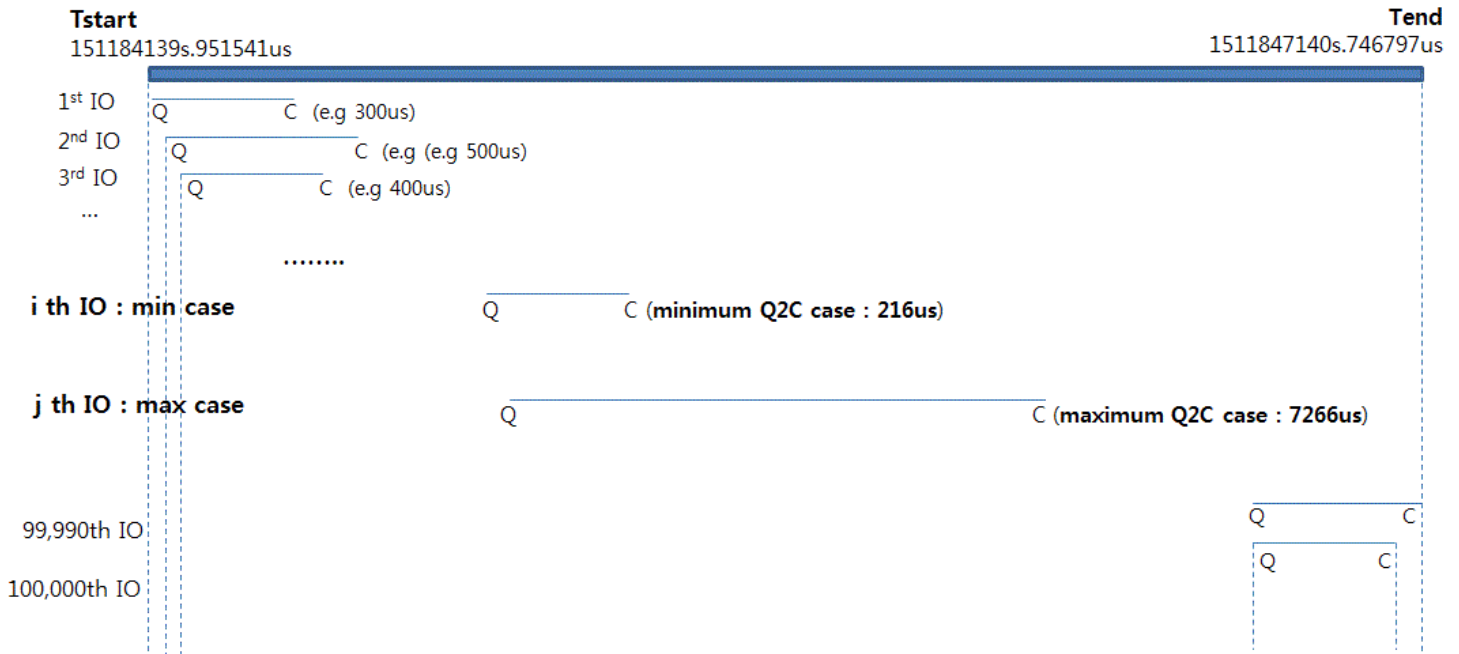 Tstart
151184139s.951541us
Tend
1511847140s.746797us
1st IO
Q C (e.g 300us)
2nd IO
Q C (e.g (e.g 500us)
3rd IO
Q C (e.g 400us)
...
........
i th IO : min case
Q C (minimum Q2C case : 216us)
j th IO : max case
Q C (maximum Q2C case : 7266us)
99,990th IO
Q C
100,000th IO
Q C